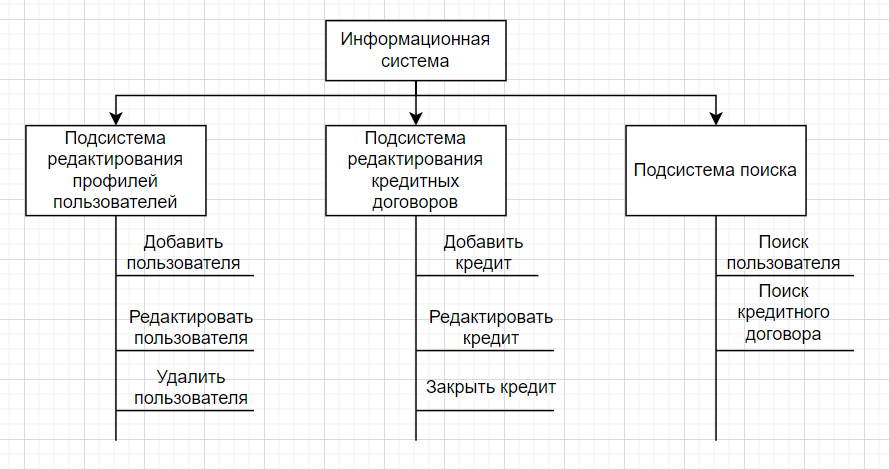 Информационная
система
Подсистема
редактирования
профилей
пользователей
Подсистема
редактирования
кредитных
договоров
Подсистема поиска
Добавить
пользователя
Редактировать
пользователя
Удалить
пользователя
Добавить
кредит
Редактировать
кредит
Закрыть кредит
Поиск
пользователя
Поиск
кредитного
договора